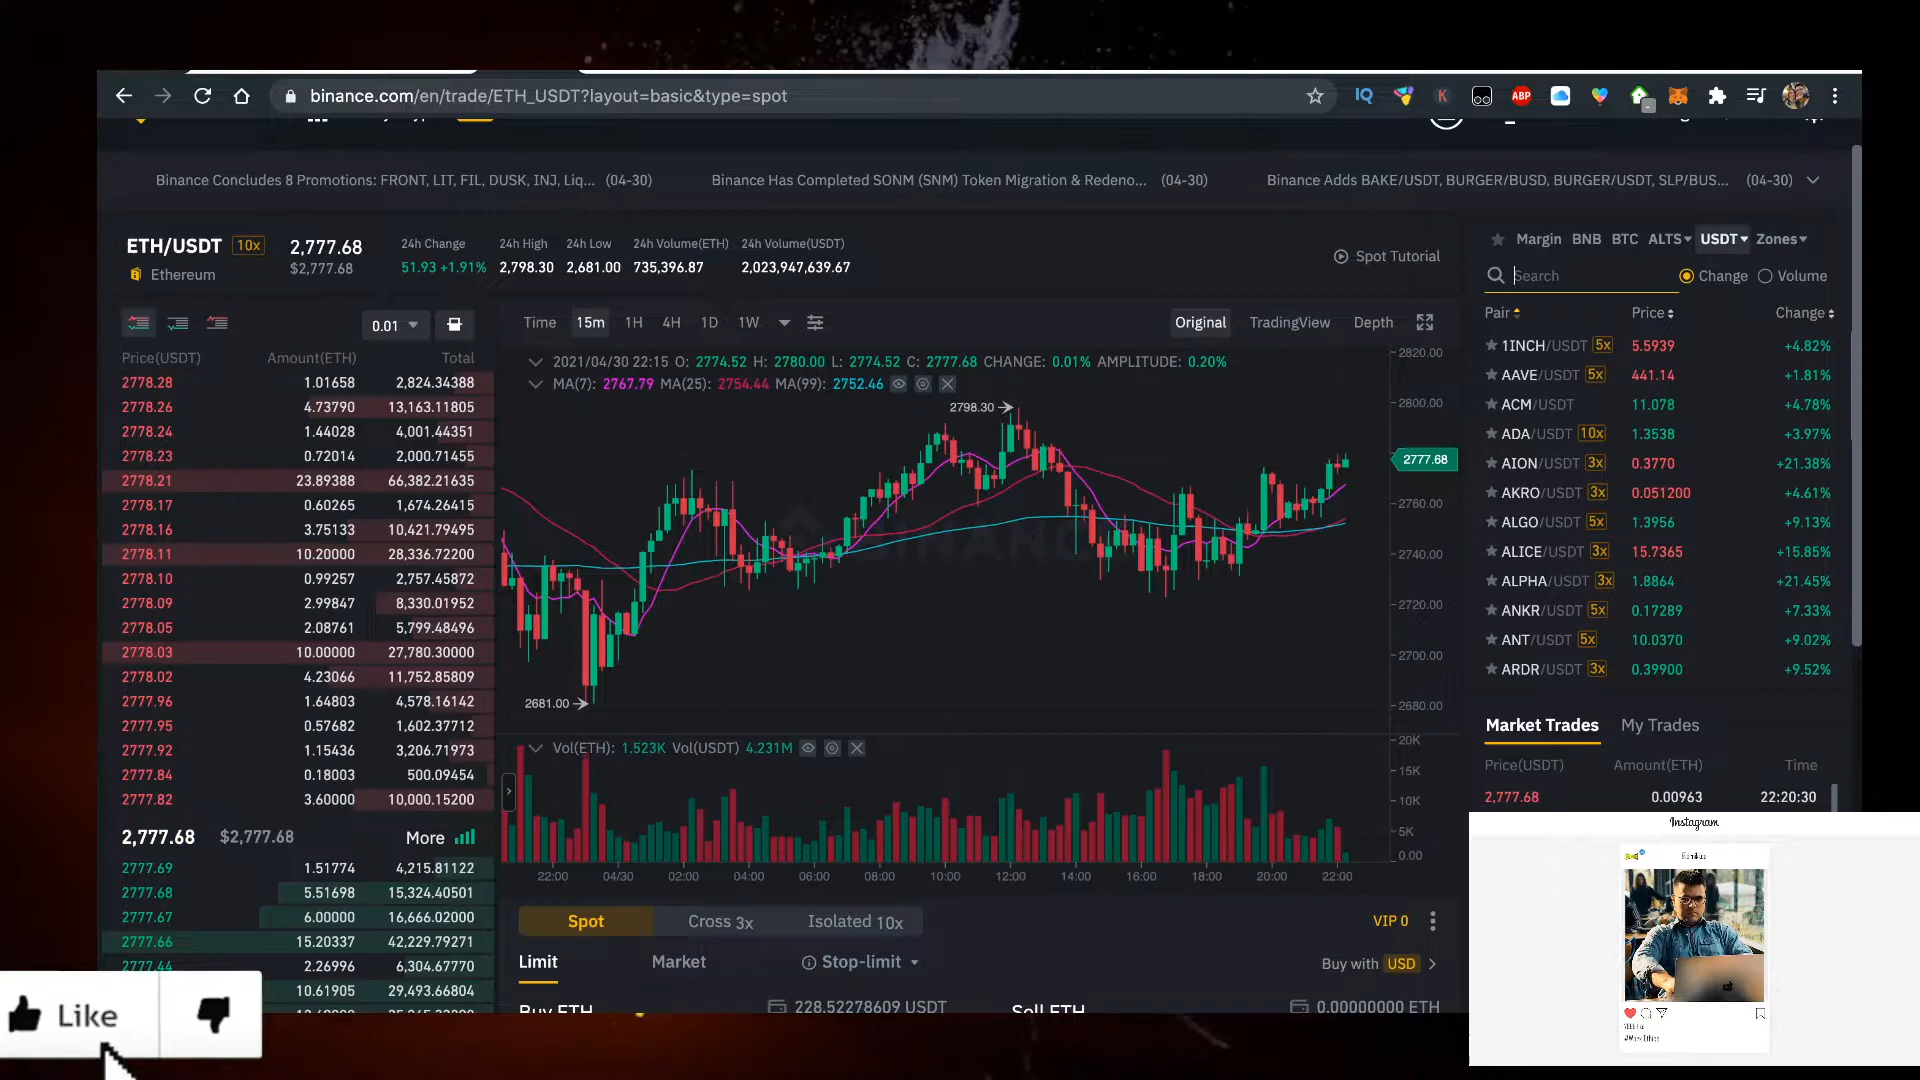 binance.com/en/trade/ETH_USDT?layout=basic&type=spot
Binance Concludes 8 Promotions: FRONT, LIT, FIL, DUSK, INJ, Liq... (04-30)
Binance Has Completed SONM (SNM) Token Migration & Redeno... (04-30)
Binance Adds BAKE/USDT, BURGER/BUSD, BURGER/USDT, SLP/BUS... (04-30)
ETH/USDT 10x
Ethereum
2,777.68
$2,777.68
24h Change 24h High 24h Low 24h Volume(ETH) 24h Volume(USDT)
51.93 +1.91% 2,798.30 2,681.00 735,396.87 2,023,947,639.67
Spot Tutorial
0.01
Price(USDT) Amount(ETH) Total
2778.28 1.01658 2,824.34388
2778.26 4.73790 13,163.11805
2778.24 1.44028 4,001.44351
2778.23 0.72014 2,000.71455
2778.21 23.89388 66,382.21635
2778.17 0.60265 1,674.26415
2778.16 3.75133 10,421.79495
2778.11 10.20000 28,336.72200
2778.10 0.99257 2,757.45872
2778.09 2.99847 8,330.01952
2778.05 2.08761 5,799.48496
2778.03 10.00000 27,780.30000
2778.02 4.23066 11,752.85809
2777.96 1.64803 4,578.16142
2777.95 0.57682 1,602.37712
2777.92 1.15436 3,206.71973
2777.84 0.18003 500.09454
2777.82 3.60000 10,000.15200
2,777.68 $2,777.68 More
2777.69 1.51774 4,215.81122
2777.68 5.51698 15,324.40501
2777.67 6.00000 16,666.02000
2777.66 15.20337 42,229.79271
2777.44 2.26996 6,304.67770
10.61905 29,493.66804
Time 15m 1H 4H 1D 1W
Original TradingView Depth
2021/04/30 22:15 O: 2774.52 H: 2780.00 L: 2774.52 C: 2777.68 CHANGE: 0.01% AMPLITUDE: 0.20%
MA(7): 2767.79 MA(25): 2754.44 MA(99): 2752.46
2798.30
2681.00
2820.00
2800.00
2777.68
2760.00
2740.00
2720.00
2700.00
2680.00
Vol(ETH): 1.523K Vol(USDT) 4.231M
20K
15K
10K
5K
0.00
22:00 04/30 02:00 04:00 06:00 08:00 10:00 12:00 14:00 16:00 18:00 20:00 22:00
Spot Cross 3x Isolated 10x
VIP 0
Limit Market Stop-limit
Buy with USD
Buy ETH 228.52278609 USDT
Sell ETH 0.00000000 ETH
Margin BNB BTC ALTS USDT Zones
Search Change Volume
Pair Price Change
1INCH/USDT 5x 5.5939 +4.82%
AAVE/USDT 5x 441.14 +1.81%
ACM/USDT 11.078 +4.78%
ADA/USDT 10x 1.3538 +3.97%
AION/USDT 3x 0.3770 +21.38%
AKRO/USDT 3x 0.051200 +4.61%
ALGO/USDT 5x 1.3956 +9.13%
ALICE/USDT 3x 15.7365 +15.85%
ALPHA/USDT 3x 1.8864 +21.45%
ANKR/USDT 5x 0.17289 +7.33%
ANT/USDT 5x 10.0370 +9.02%
ARDR/USDT 3x 0.39900 +9.52%
Market Trades My Trades
Price(USDT) Amount(ETH) Time
2,777.68 0.00963 22:20:30
Instagram
Like
IQ
K
ABP